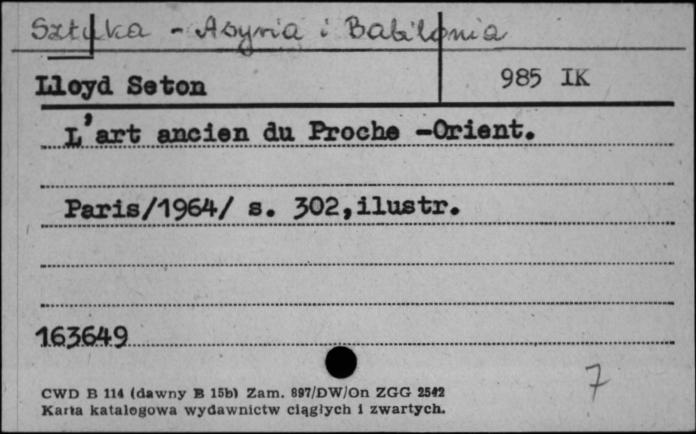 Sztuka - Asyria i Babilonia
Lloyd Seton
985 IK
L'art ancien du Proche -Orient.
Paris/1964/ s. 302,ilustr.
163649
7
CWD B 114 (dawny B 15b) Zam. 897/DW/On ZGG 2542
Karta katalogowa wydawnictw ciągłych i zwartych.